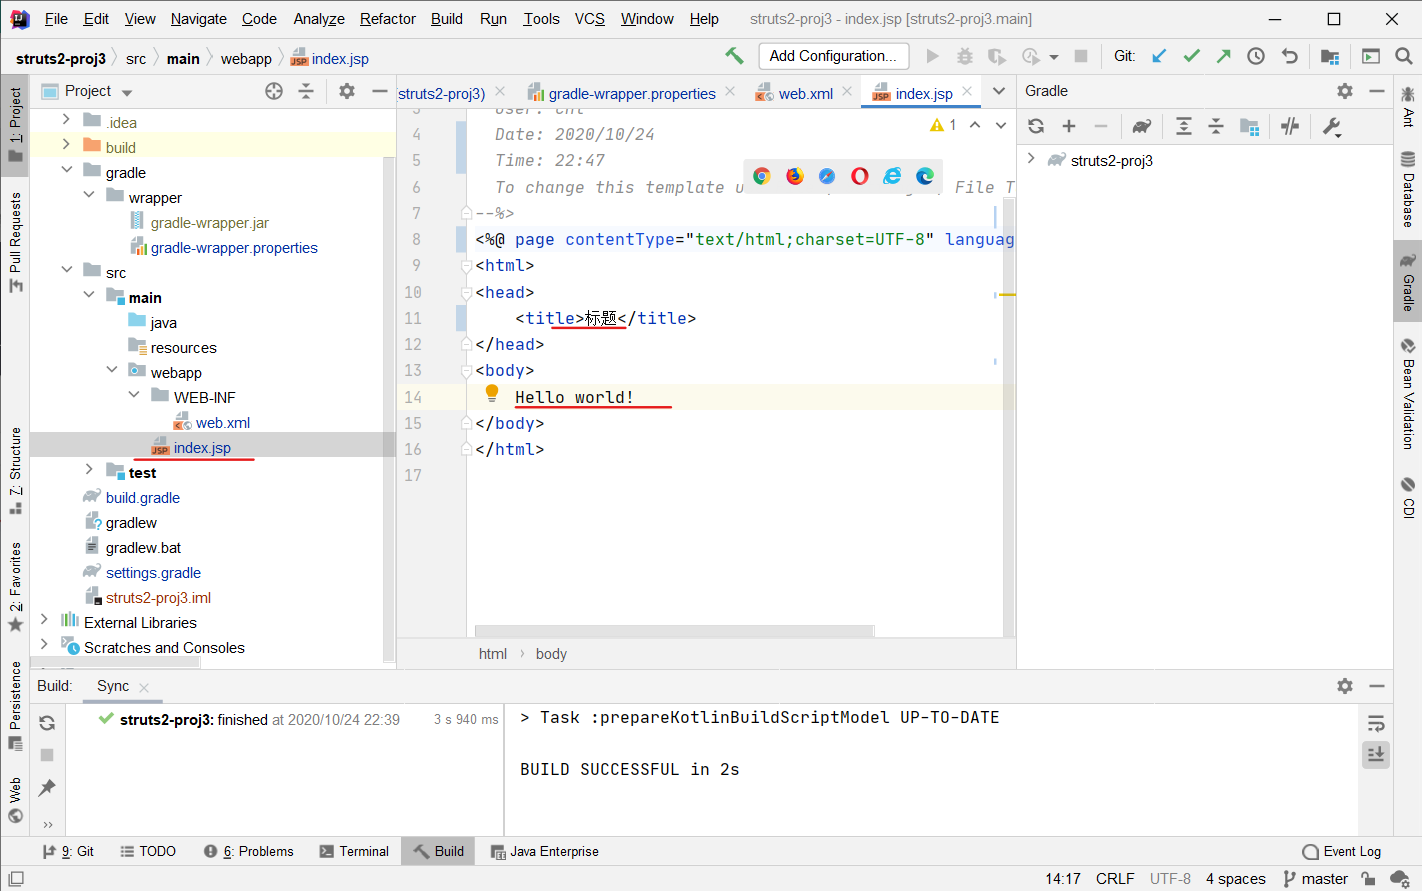 File Edit View Navigate Code Analyze Refactor Build Run Tools VCS Window Help struts2-proj3 - index.jsp [struts2-proj3.main]
struts2-proj3 src main webapp index.jsp Add Configuration... Git:
1: Project
Pull Requests
7: Structure
2: Favorites
Persistence
Web
Project
.idea
build
gradle
wrapper
gradle-wrapper.jar
gradle-wrapper.properties
src
main
java
resources
webapp
WEB-INF
web.xml
index.jsp
test
build.gradle
gradlew
gradlew.bat
settings.gradle
struts2-proj3.iml
External Libraries
Scratches and Consoles
(struts2-proj3) gradle-wrapper.properties web.xml index.jsp
1
4 Date: 2020/10/24
5 Time: 22:47
6 To change this template u File T
7 --%>
8 <%@ page contentType="text/html;charset=UTF-8" languag
9 <html>
10 <head>
11 <title>标题</title>
12 </head>
13 <body>
14 Hello world!
15 </body>
16 </html>
17
html body
Gradle
struts2-proj3
Ant
Database
Gradle
Bean Validation
CDI
Build: Sync
struts2-proj3: finished at 2020/10/24 22:39 3 s 940 ms
> Task :prepareKotlinBuildScriptModel UP-TO-DATE
BUILD SUCCESSFUL in 2s
9: Git TODO 6: Problems Terminal Build Java Enterprise Event Log
14:17 CRLF UTF-8 4 spaces master